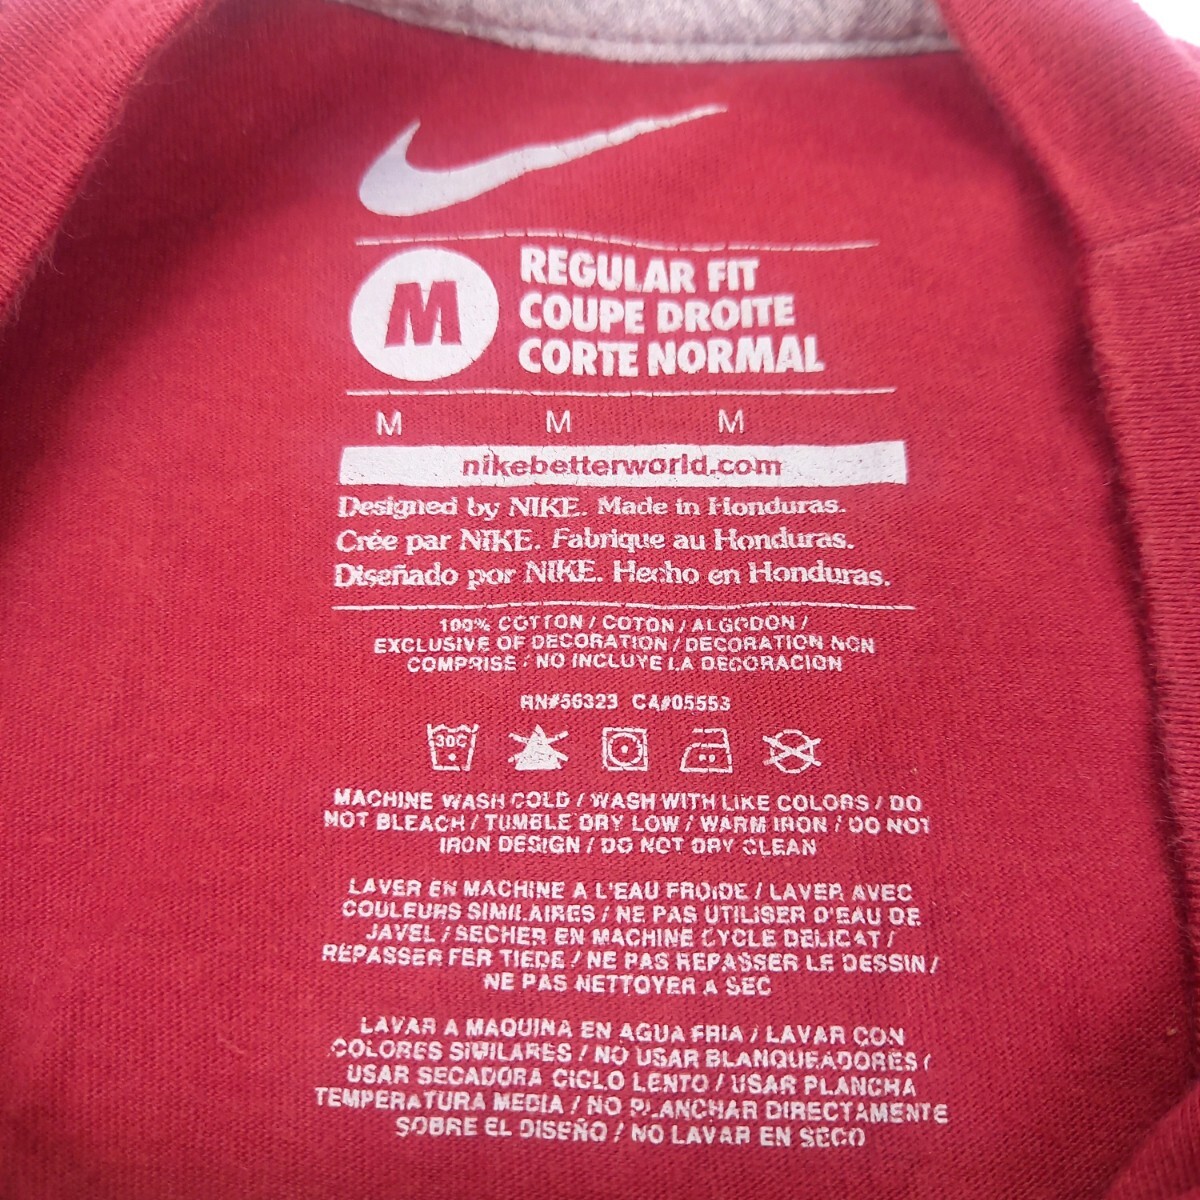 M
REGULAR FIT
COUPE DROITE
CORTE NORMAL
M M M
nikebetterworld.com
Designed by NIKE. Made in Honduras.
Crée par NIKE. Fabrique au Honduras.
Diseñado por NIKE. Hecho en Honduras.
100% COTTON / COTON / ALGODON /
EXCLUSIVE OF DECORATION / DECORATION NON
COMPRISE / NO INCLUYE LA DECORACION
RN#56323 CA#05553
30C
MACHINE WASH COLD / WASH WITH LIKE COLORS / DO
NOT BLEACH / TUMBLE DRY LOW / WARM IRON / DO NOT
IRON DESIGN / DO NOT DRY CLEAN
LAVER EN MACHINE A L'EAU FROIDE / LAVER AVEC
COULEURS SIMILAIRES / NE PAS UTILISER D'EAU DE
JAVEL / SECHER EN MACHINE CYCLE DELICAT /
REPASSER FER TIEDE / NE PAS REPASSER LE DESSIN /
NE PAS NETTOYER A SEC
LAVAR A MAQUINA EN AGUA FRIA / LAVAR CON
COLORES SIMILARES / NO USAR BLANQUEADORES /
USAR SECADORA CICLO LENTO / USAR PLANCHA
TEMPERATURA MEDIA / NO PLANCHAR DIRECTAMENTE
SOBRE EL DISEÑO / NO LAVAR EN SECO